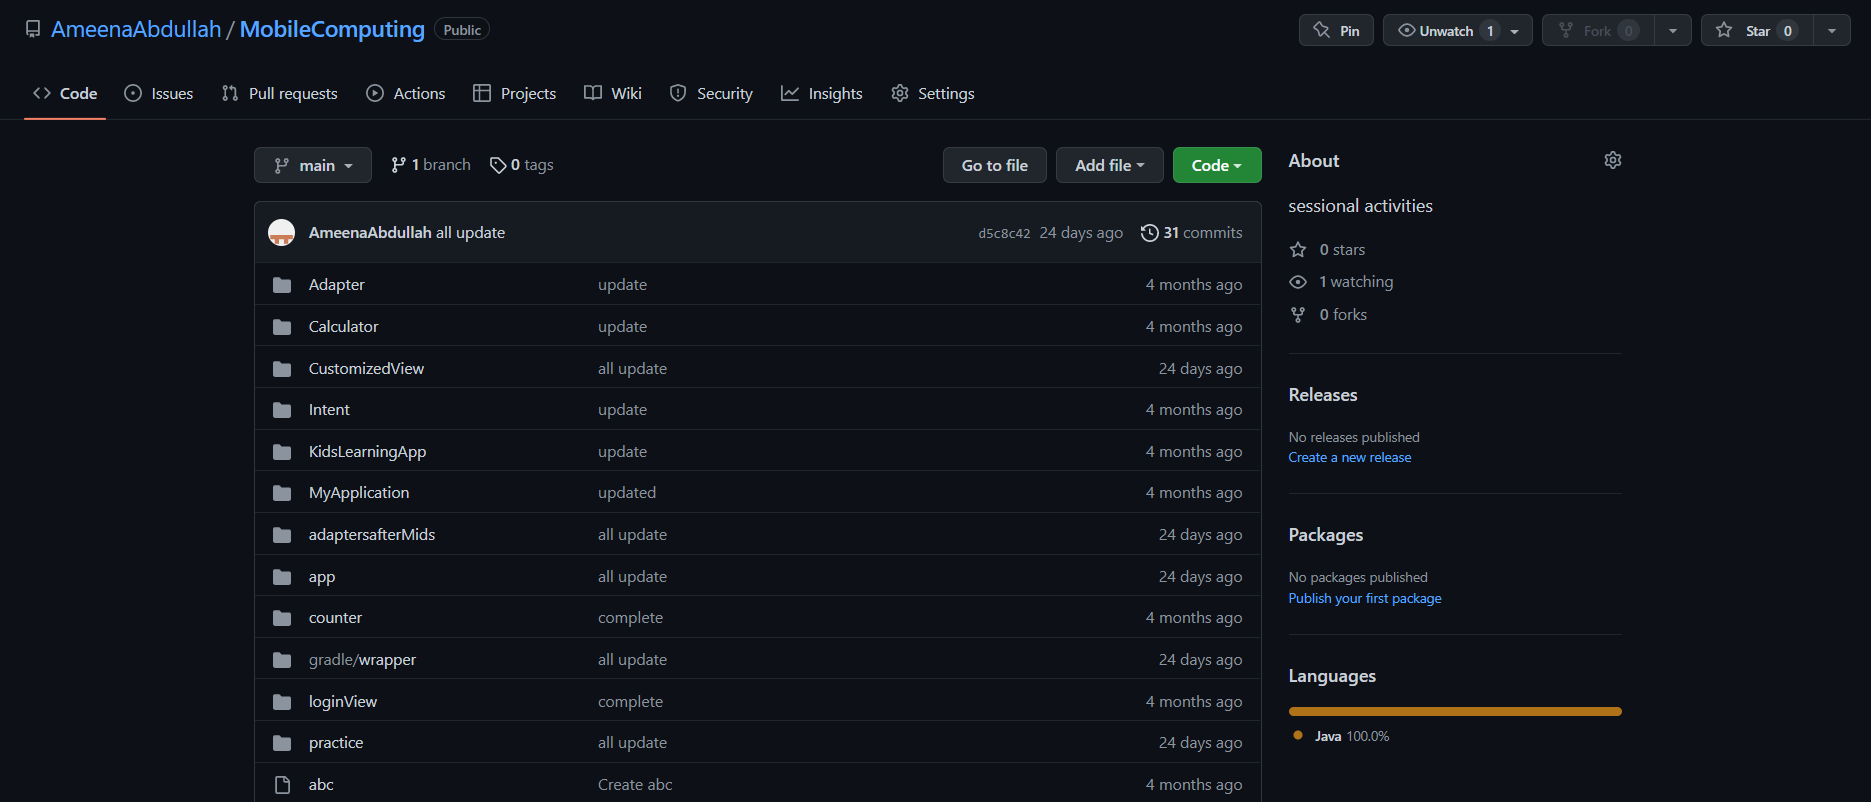 AmeenaAbdullah / MobileComputing Public
Pin Unwatch 1 Fork 0 Star 0
Code Issues Pull requests Actions Projects Wiki Security Insights Settings
main 1 branch 0 tags Go to file Add file Code
AmeenaAbdullah all update d5c8c42 24 days ago 31 commits
Adapter update 4 months ago
Calculator update 4 months ago
CustomizedView all update 24 days ago
Intent update 4 months ago
KidsLearningApp update 4 months ago
MyApplication updated 4 months ago
adaptersafterMids all update 24 days ago
app all update 24 days ago
counter complete 4 months ago
gradle/wrapper all update 24 days ago
loginView complete 4 months ago
practice all update 24 days ago
abc Create abc 4 months ago
About
sessional activities
0 stars
1 watching
0 forks
Releases
No releases published
Create a new release
Packages
No packages published
Publish your first package
Languages
Java 100.0%